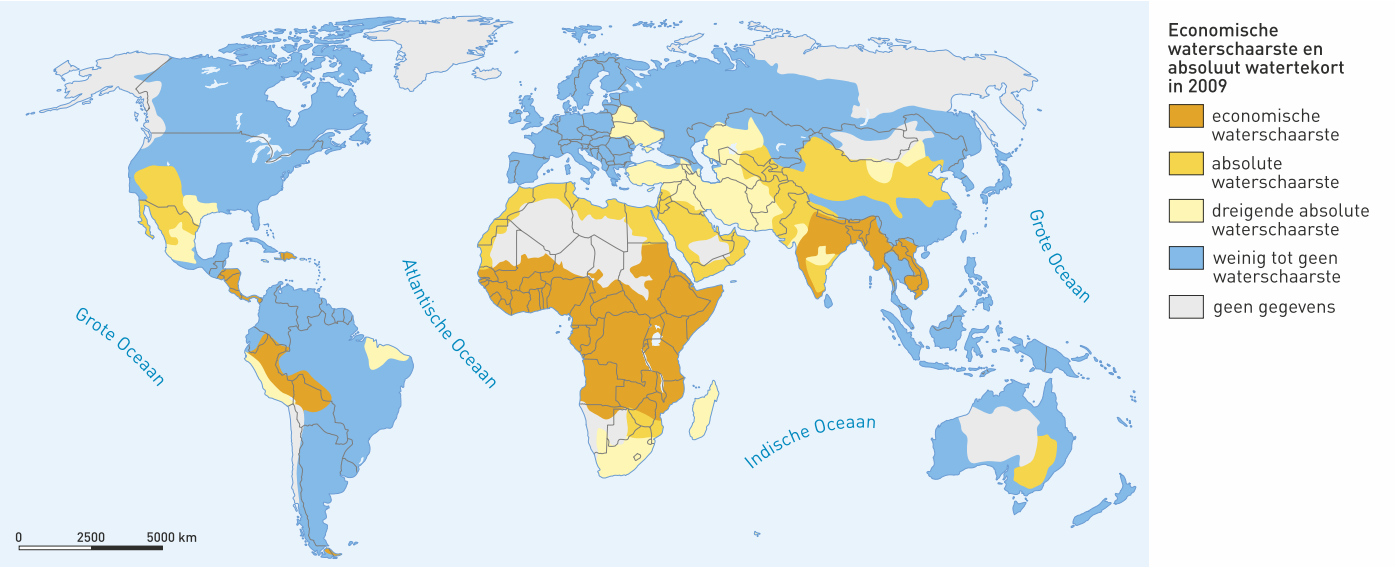 Economische
waterschaarste en
absoluut watertekort
in 2009
economische
waterschaarste
absolute
waterschaarste
dreigende absolute
waterschaarste
weinig tot geen
waterschaarste
geen gegevens
Grote Oceaan
Atlantische Oceaan
Indische Oceaan
Grote Oceaan
0 2500 5000 km